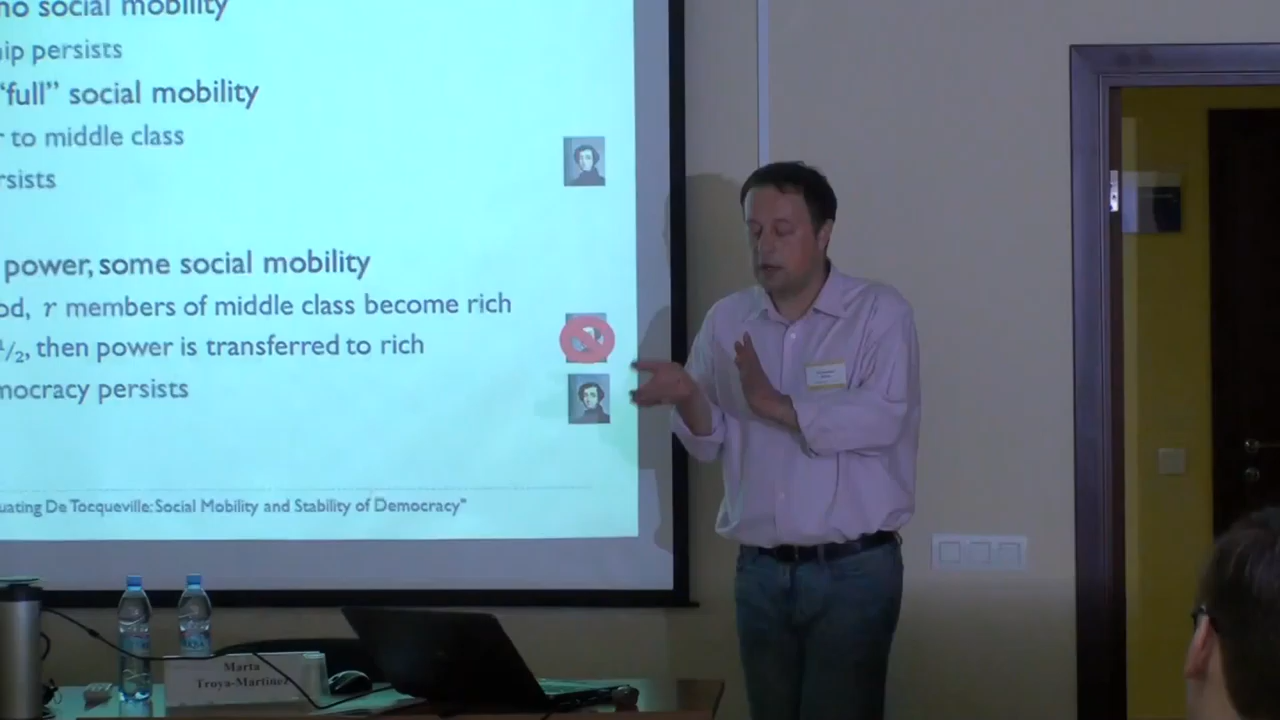 no social mobility
ip persists
"full" social mobility
r to middle class
rsists
power, some social mobility
od, r members of middle class become rich
1/2, then power is transferred to rich
mocracy persists
uating De Tocqueville: Social Mobility and Stability of Democracy"
Marta
Troya-Martinez